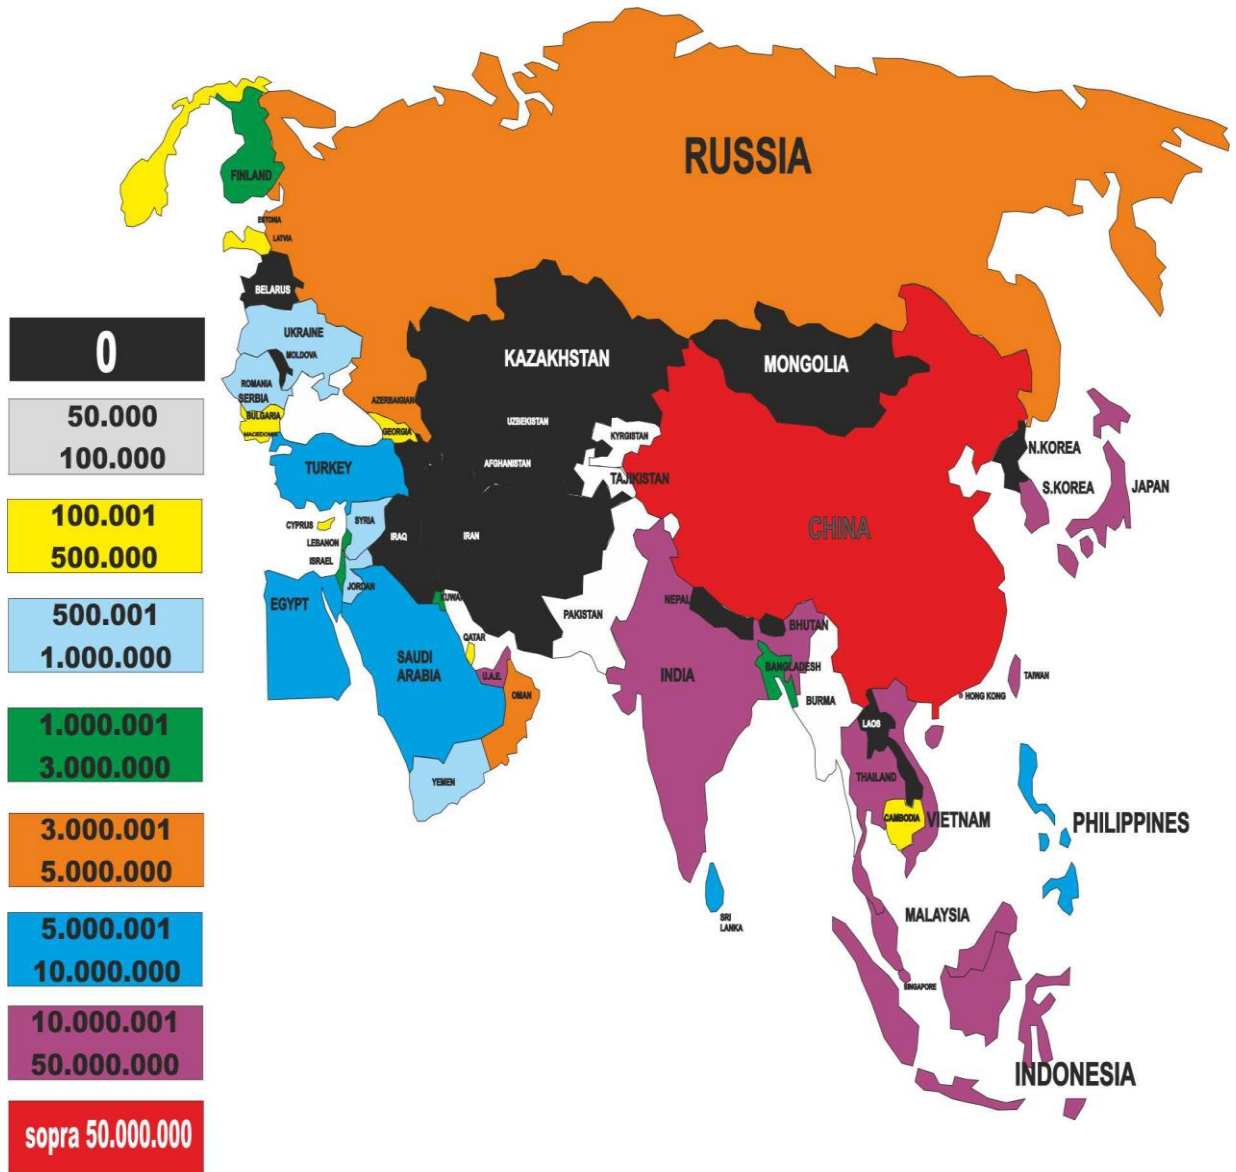 RUSSIA
FINLAND
ESTONIA
LATVIA
BELARUS
UKRAINE
MOLDOVA
ROMANIA
SERBIA
BULGARIA
KAZAKHSTAN
MONGOLIA
AZERBAIGIAN
GEORGIA
UZBEKISTAN
KYRGISTAN
N.KOREA
TURKEY
AFGHANISTAN
TAJIKISTAN
S.KOREA
JAPAN
CYPRUS
SYRIA
LEBANON
IRAQ
IRAN
CHINA
ISRAEL
JORDAN
EGYPT
KUWAI
PAKISTAN
NEPAL
BHUTAN
QATAR
SAUDI
ARABIA
U.A.E.
OMAN
INDIA
BANGLADESH
BURMA
TAIWAN
HONG KONG
LAOS
YEMEN
THAILAND
CAMBODIA
VIETNAM
PHILIPPINES
SRI
LANKA
MALAYSIA
SINGAPORE
INDONESIA
0
50.000
100.000
100.001
500.000
500.001
1.000.000
1.000.001
3.000.000
3.000.001
5.000.000
5.000.001
10.000.000
10.000.001
50.000.000
sopra 50.000.000